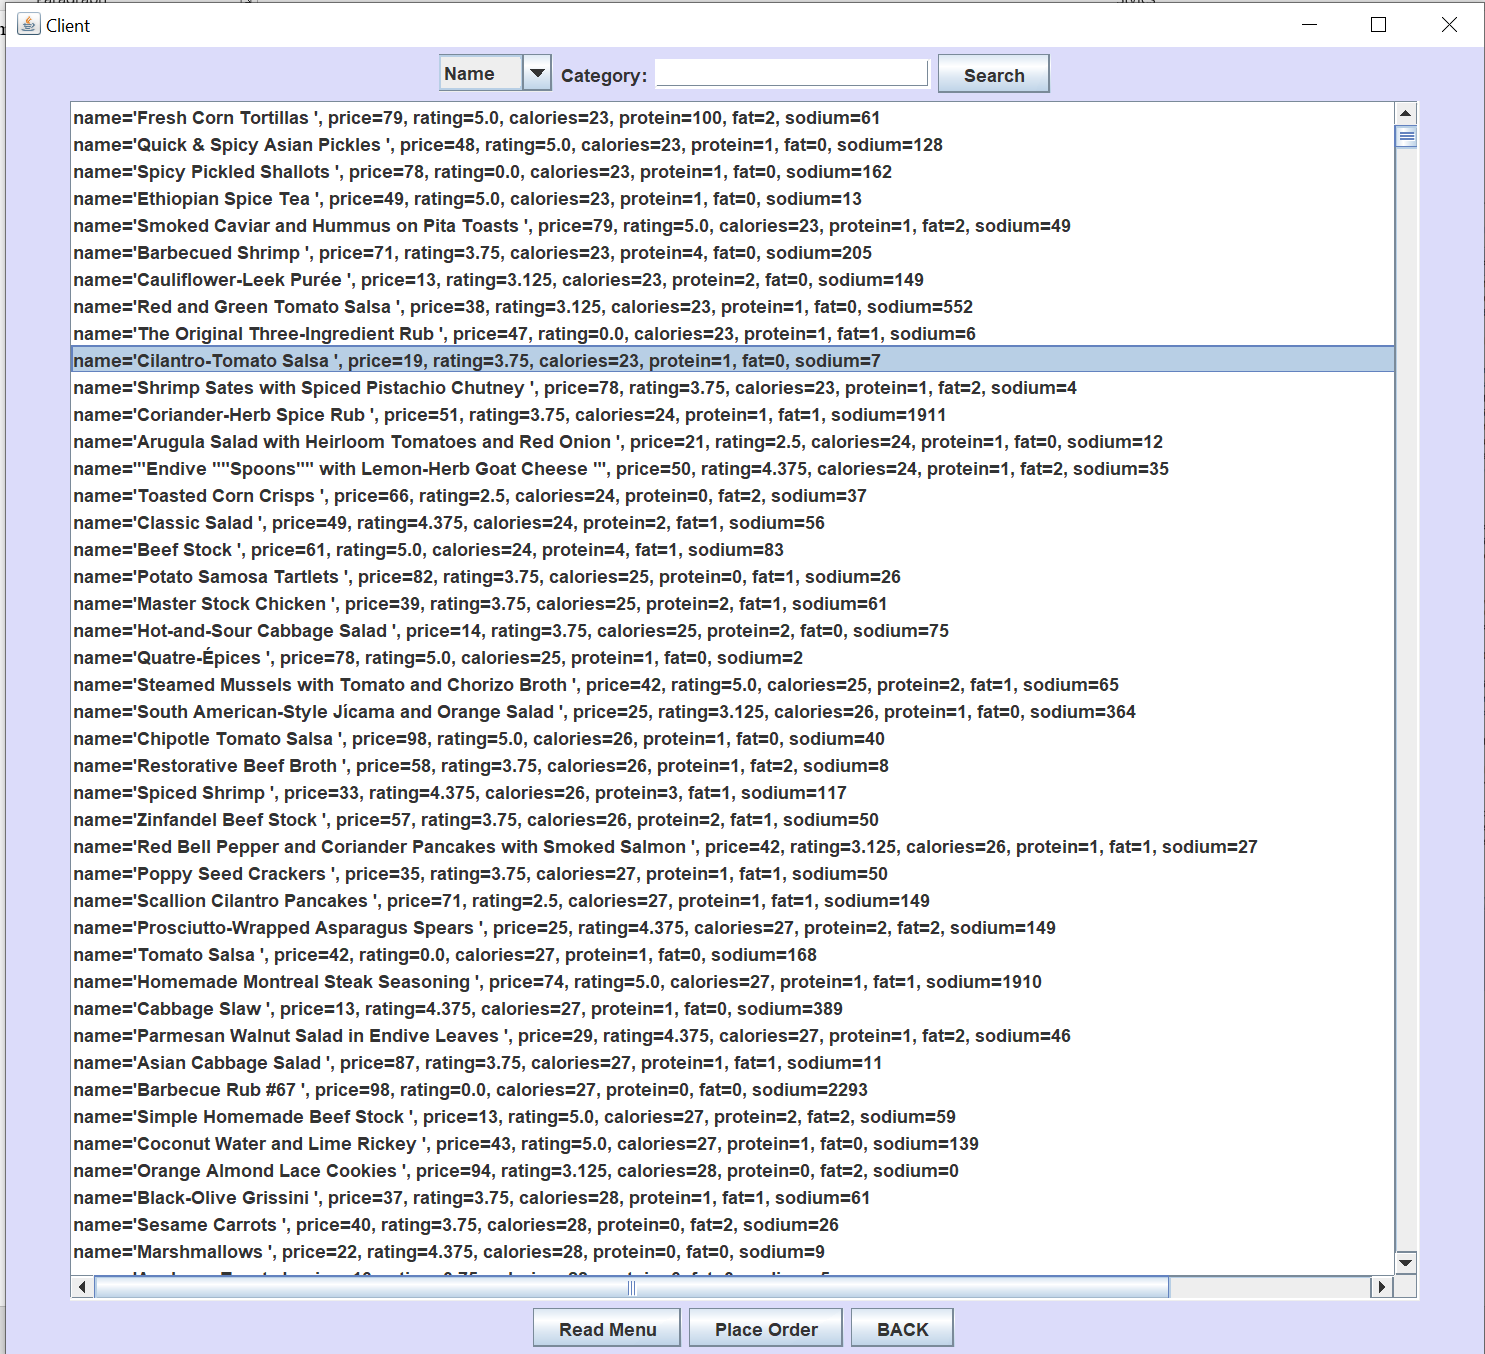 Client
Name Category: Search
name='Fresh Corn Tortillas ', price=79, rating=5.0, calories=23, protein=100, fat=2, sodium=61
name='Quick & Spicy Asian Pickles ', price=48, rating=5.0, calories=23, protein=1, fat=0, sodium=128
name='Spicy Pickled Shallots ', price=78, rating=0.0, calories=23, protein=1, fat=0, sodium=162
name='Ethiopian Spice Tea ', price=49, rating=5.0, calories=23, protein=1, fat=0, sodium=13
name='Smoked Caviar and Hummus on Pita Toasts ', price=79, rating=5.0, calories=23, protein=1, fat=2, sodium=49
name='Barbecued Shrimp ', price=71, rating=3.75, calories=23, protein=4, fat=0, sodium=205
name='Cauliflower-Leek Purée ', price=13, rating=3.125, calories=23, protein=2, fat=0, sodium=149
name='Red and Green Tomato Salsa ', price=38, rating=3.125, calories=23, protein=1, fat=0, sodium=552
name='The Original Three-Ingredient Rub ', price=47, rating=0.0, calories=23, protein=1, fat=1, sodium=6
name='Cilantro-Tomato Salsa ', price=19, rating=3.75, calories=23, protein=1, fat=0, sodium=7
name='Shrimp Sates with Spiced Pistachio Chutney ', price=78, rating=3.75, calories=23, protein=1, fat=2, sodium=4
name='Coriander-Herb Spice Rub ', price=51, rating=3.75, calories=24, protein=1, fat=1, sodium=1911
name='Arugula Salad with Heirloom Tomatoes and Red Onion ', price=21, rating=2.5, calories=24, protein=1, fat=0, sodium=12
name='"Endive ""Spoons"" with Lemon-Herb Goat Cheese "', price=50, rating=4.375, calories=24, protein=1, fat=2, sodium=35
name='Toasted Corn Crisps ', price=66, rating=2.5, calories=24, protein=0, fat=2, sodium=37
name='Classic Salad ', price=49, rating=4.375, calories=24, protein=2, fat=1, sodium=56
name='Beef Stock ', price=61, rating=5.0, calories=24, protein=4, fat=1, sodium=83
name='Potato Samosa Tartlets ', price=82, rating=3.75, calories=25, protein=0, fat=1, sodium=26
name='Master Stock Chicken ', price=39, rating=3.75, calories=25, protein=2, fat=1, sodium=61
name='Hot-and-Sour Cabbage Salad ', price=14, rating=3.75, calories=25, protein=2, fat=0, sodium=75
name='Quatre-Épices ', price=78, rating=5.0, calories=25, protein=1, fat=0, sodium=2
name='Steamed Mussels with Tomato and Chorizo Broth ', price=42, rating=5.0, calories=25, protein=2, fat=1, sodium=65
name='South American-Style Jícama and Orange Salad ', price=25, rating=3.125, calories=26, protein=1, fat=0, sodium=364
name='Chipotle Tomato Salsa ', price=98, rating=5.0, calories=26, protein=1, fat=0, sodium=40
name='Restorative Beef Broth ', price=58, rating=3.75, calories=26, protein=1, fat=2, sodium=8
name='Spiced Shrimp ', price=33, rating=4.375, calories=26, protein=3, fat=1, sodium=117
name='Zinfandel Beef Stock ', price=57, rating=3.75, calories=26, protein=2, fat=1, sodium=50
name='Red Bell Pepper and Coriander Pancakes with Smoked Salmon ', price=42, rating=3.125, calories=26, protein=1, fat=1, sodium=27
name='Poppy Seed Crackers ', price=35, rating=3.75, calories=27, protein=1, fat=1, sodium=50
name='Scallion Cilantro Pancakes ', price=71, rating=2.5, calories=27, protein=1, fat=1, sodium=149
name='Prosciutto-Wrapped Asparagus Spears ', price=25, rating=4.375, calories=27, protein=2, fat=2, sodium=149
name='Tomato Salsa ', price=42, rating=0.0, calories=27, protein=1, fat=0, sodium=168
name='Homemade Montreal Steak Seasoning ', price=74, rating=5.0, calories=27, protein=1, fat=1, sodium=1910
name='Cabbage Slaw ', price=13, rating=4.375, calories=27, protein=1, fat=0, sodium=389
name='Parmesan Walnut Salad in Endive Leaves ', price=29, rating=4.375, calories=27, protein=1, fat=2, sodium=46
name='Asian Cabbage Salad ', price=87, rating=3.75, calories=27, protein=1, fat=1, sodium=11
name='Barbecue Rub #67 ', price=98, rating=0.0, calories=27, protein=0, fat=0, sodium=2293
name='Simple Homemade Beef Stock ', price=13, rating=5.0, calories=27, protein=2, fat=2, sodium=59
name='Coconut Water and Lime Rickey ', price=43, rating=5.0, calories=27, protein=1, fat=0, sodium=139
name='Orange Almond Lace Cookies ', price=94, rating=3.125, calories=28, protein=0, fat=2, sodium=0
name='Black-Olive Grissini ', price=37, rating=3.75, calories=28, protein=1, fat=1, sodium=61
name='Sesame Carrots ', price=40, rating=3.75, calories=28, protein=0, fat=2, sodium=26
name='Marshmallows ', price=22, rating=4.375, calories=28, protein=0, fat=0, sodium=9
Read Menu Place Order BACK